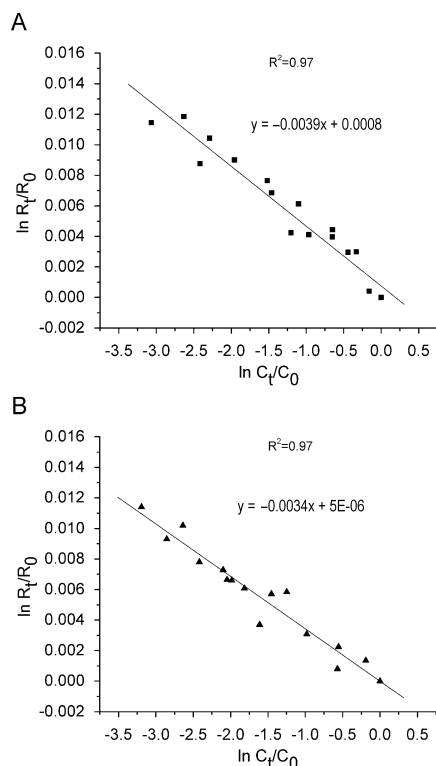 A
0.016
R²=0.97
0.014
0.012
y = –0.0039x + 0.0008
0.010
0.008
0.006
0.004
0.002
0.000
-0.002
ln Rt/R0
-3.5 -3.0 -2.5 -2.0 -1.5 -1.0 -0.5 0.0 0.5
ln Ct/C0
B
0.016
R²=0.97
0.014
0.012
y = –0.0034x + 5E-06
0.010
0.008
0.006
0.004
0.002
0.000
-0.002
ln Rt/R0
-3.5 -3.0 -2.5 -2.0 -1.5 -1.0 -0.5 0.0 0.5
ln Ct/C0